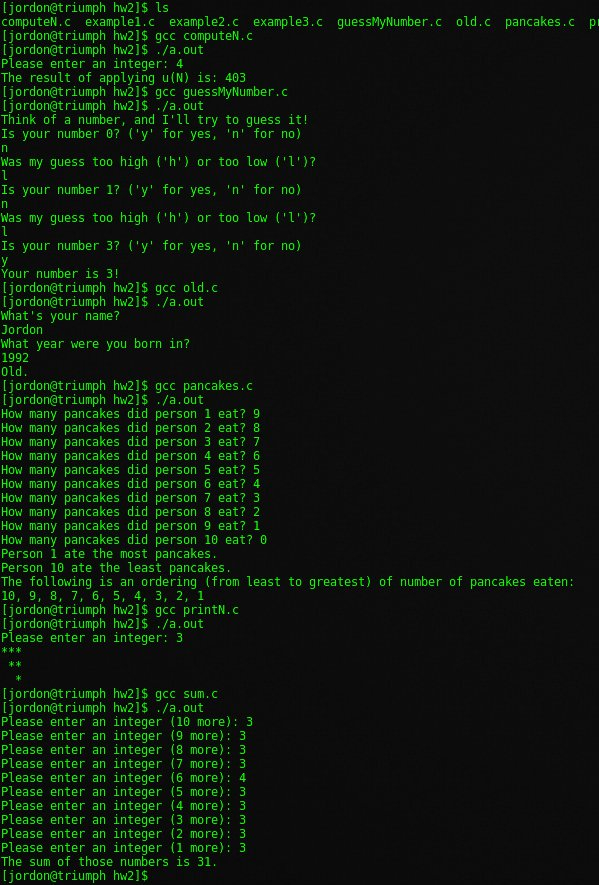 [jordon@triumph hw2]$ ls
computeN.c  example1.c  example2.c  example3.c  guessMyNumber.c  old.c  pancakes.c
[jordon@triumph hw2]$ gcc computeN.c
[jordon@triumph hw2]$ ./a.out
Please enter an integer: 4
The result of applying u(N) is: 403
[jordon@triumph hw2]$ gcc guessMyNumber.c
[jordon@triumph hw2]$ ./a.out
Think of a number, and I'll try to guess it!
Is your number 0? ('y' for yes, 'n' for no)
n
Was my guess too high ('h') or too low ('l')?
l
Is your number 1? ('y' for yes, 'n' for no)
n
Was my guess too high ('h') or too low ('l')?
l
Is your number 3? ('y' for yes, 'n' for no)
y
Your number is 3!
[jordon@triumph hw2]$ gcc old.c
[jordon@triumph hw2]$ ./a.out
What's your name?
Jordon
What year were you born in?
1992
Old.
[jordon@triumph hw2]$ gcc pancakes.c
[jordon@triumph hw2]$ ./a.out
How many pancakes did person 1 eat? 9
How many pancakes did person 2 eat? 8
How many pancakes did person 3 eat? 7
How many pancakes did person 4 eat? 6
How many pancakes did person 5 eat? 5
How many pancakes did person 6 eat? 4
How many pancakes did person 7 eat? 3
How many pancakes did person 8 eat? 2
How many pancakes did person 9 eat? 1
How many pancakes did person 10 eat? 0
Person 1 ate the most pancakes.
Person 10 ate the least pancakes.
The following is an ordering (from least to greatest) of number of pancakes eaten:
10, 9, 8, 7, 6, 5, 4, 3, 2, 1
[jordon@triumph hw2]$ gcc printN.c
[jordon@triumph hw2]$ ./a.out
Please enter an integer: 3
***
 **
  *
[jordon@triumph hw2]$ gcc sum.c
[jordon@triumph hw2]$ ./a.out
Please enter an integer (10 more): 3
Please enter an integer (9 more): 3
Please enter an integer (8 more): 3
Please enter an integer (7 more): 3
Please enter an integer (6 more): 4
Please enter an integer (5 more): 3
Please enter an integer (4 more): 3
Please enter an integer (3 more): 3
Please enter an integer (2 more): 3
Please enter an integer (1 more): 3
The sum of those numbers is 31.
[jordon@triumph hw2]$